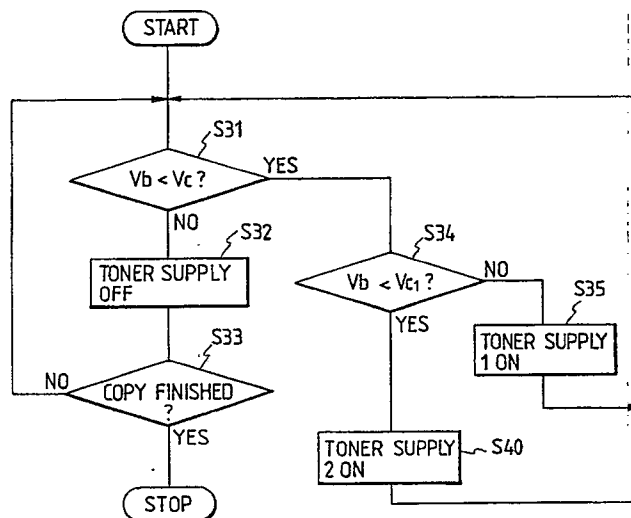 START
S31
Vb < Vc ?
YES
NO
S32
TONER SUPPLY
OFF
S33
NO
COPY FINISHED
?
YES
STOP
S34
Vb < Vc1 ?
NO
YES
S35
TONER SUPPLY
1 ON
TONER SUPPLY
2 ON
S40